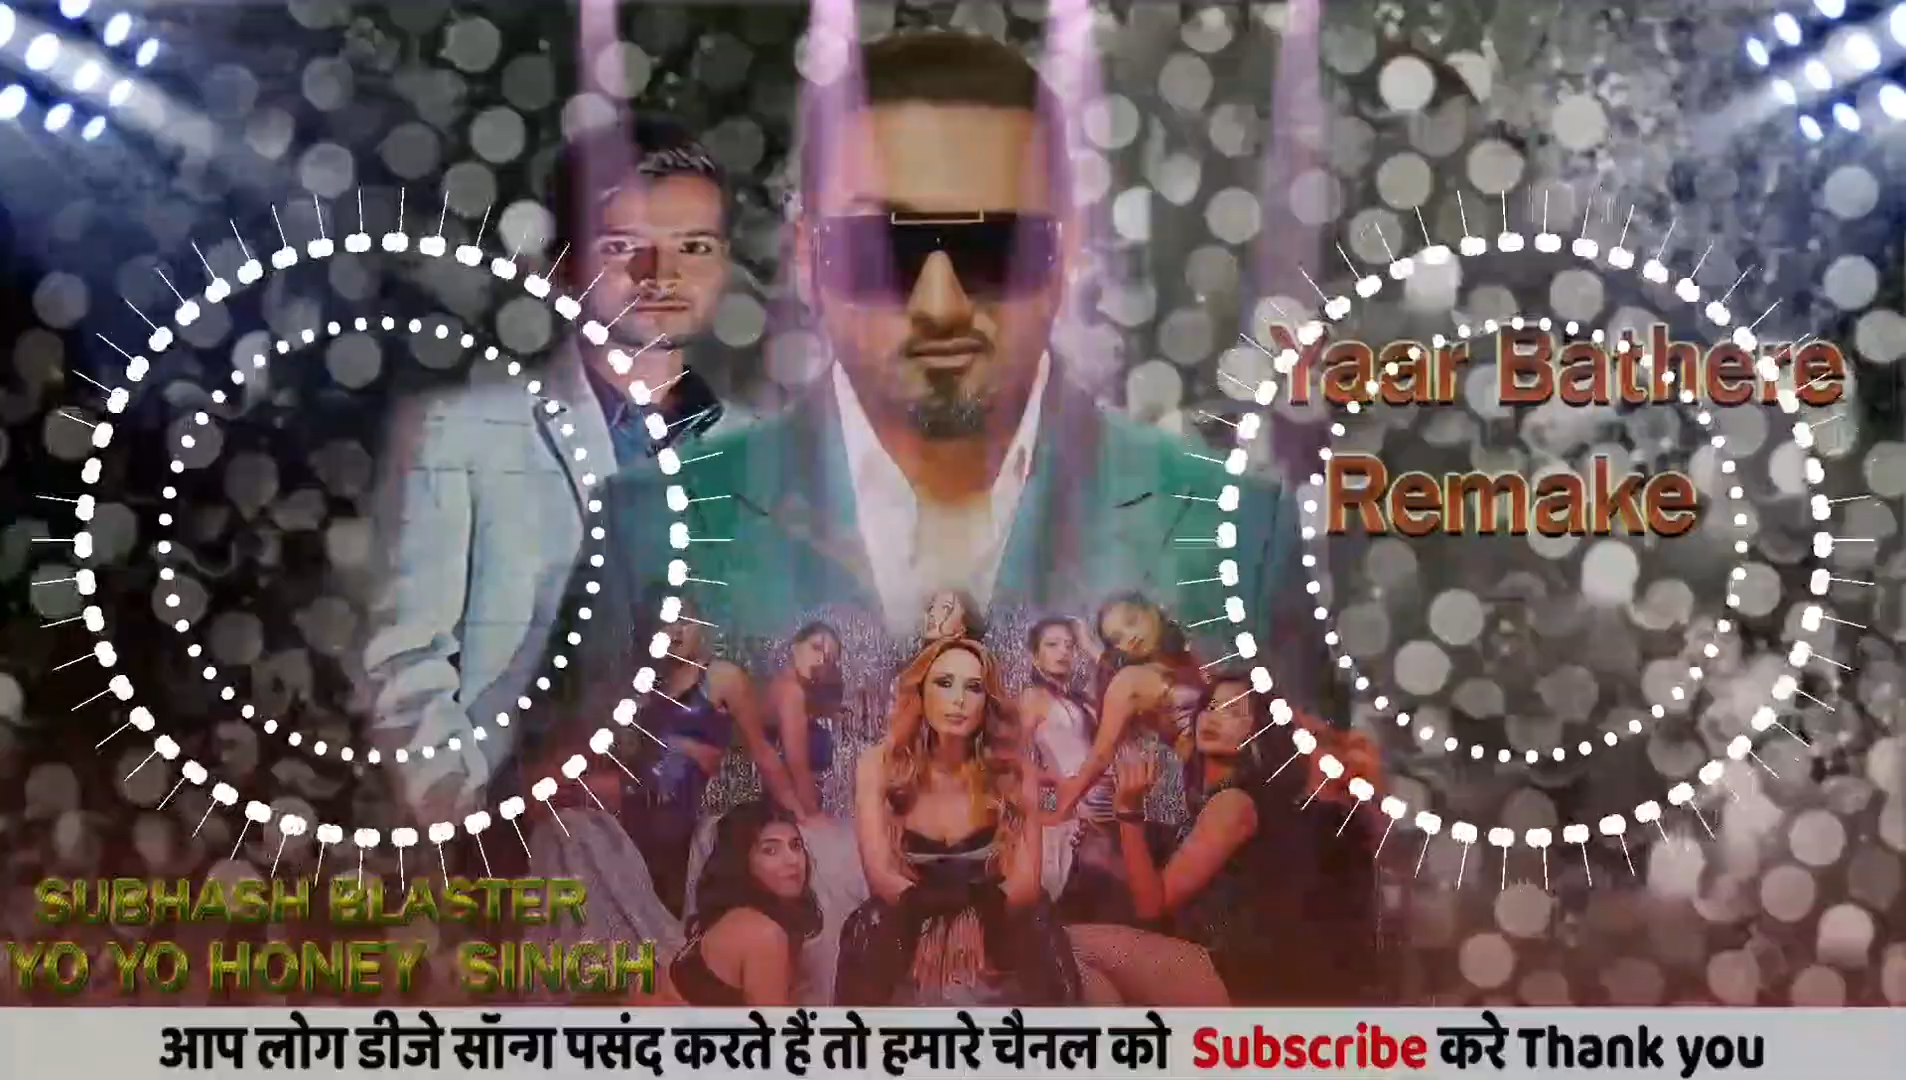 Yaar Bathere
Remake
SUBHASH BLASTER
YO YO HONEY SINGH
आप लोग डीजे सॉन्ग पसंद करते हैं तो हमारे चैनल को Subscribe करे Thank you